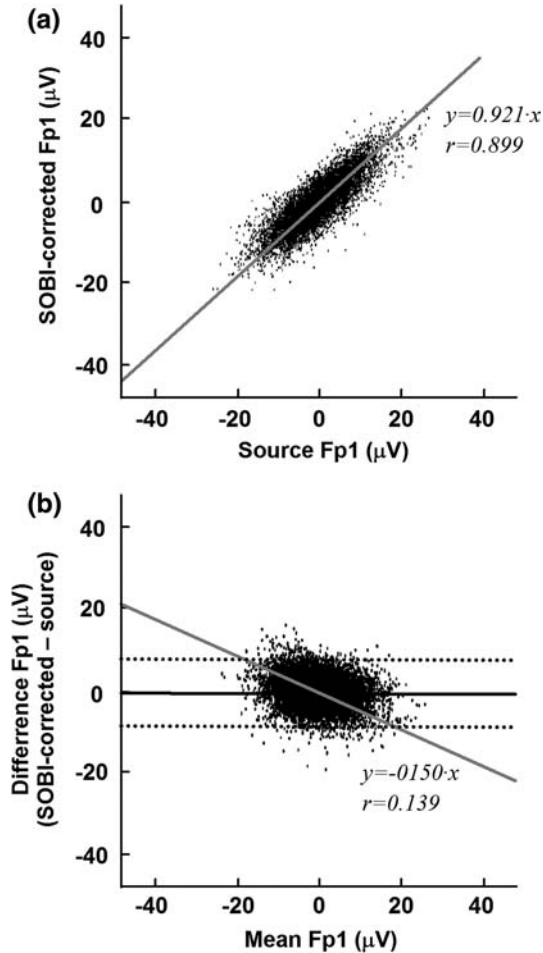 (a)
SOBI-corrected Fp1 (μV)
40
20
0
-20
-40
y=0.921·x
r=0.899
-40 -20 0 20 40
Source Fp1 (μV)
(b)
Differrence Fp1 (μV)
(SOBI-corrected – source)
40
20
0
-20
-40
y=-0150·x
r=0.139
-40 -20 0 20 40
Mean Fp1 (μV)